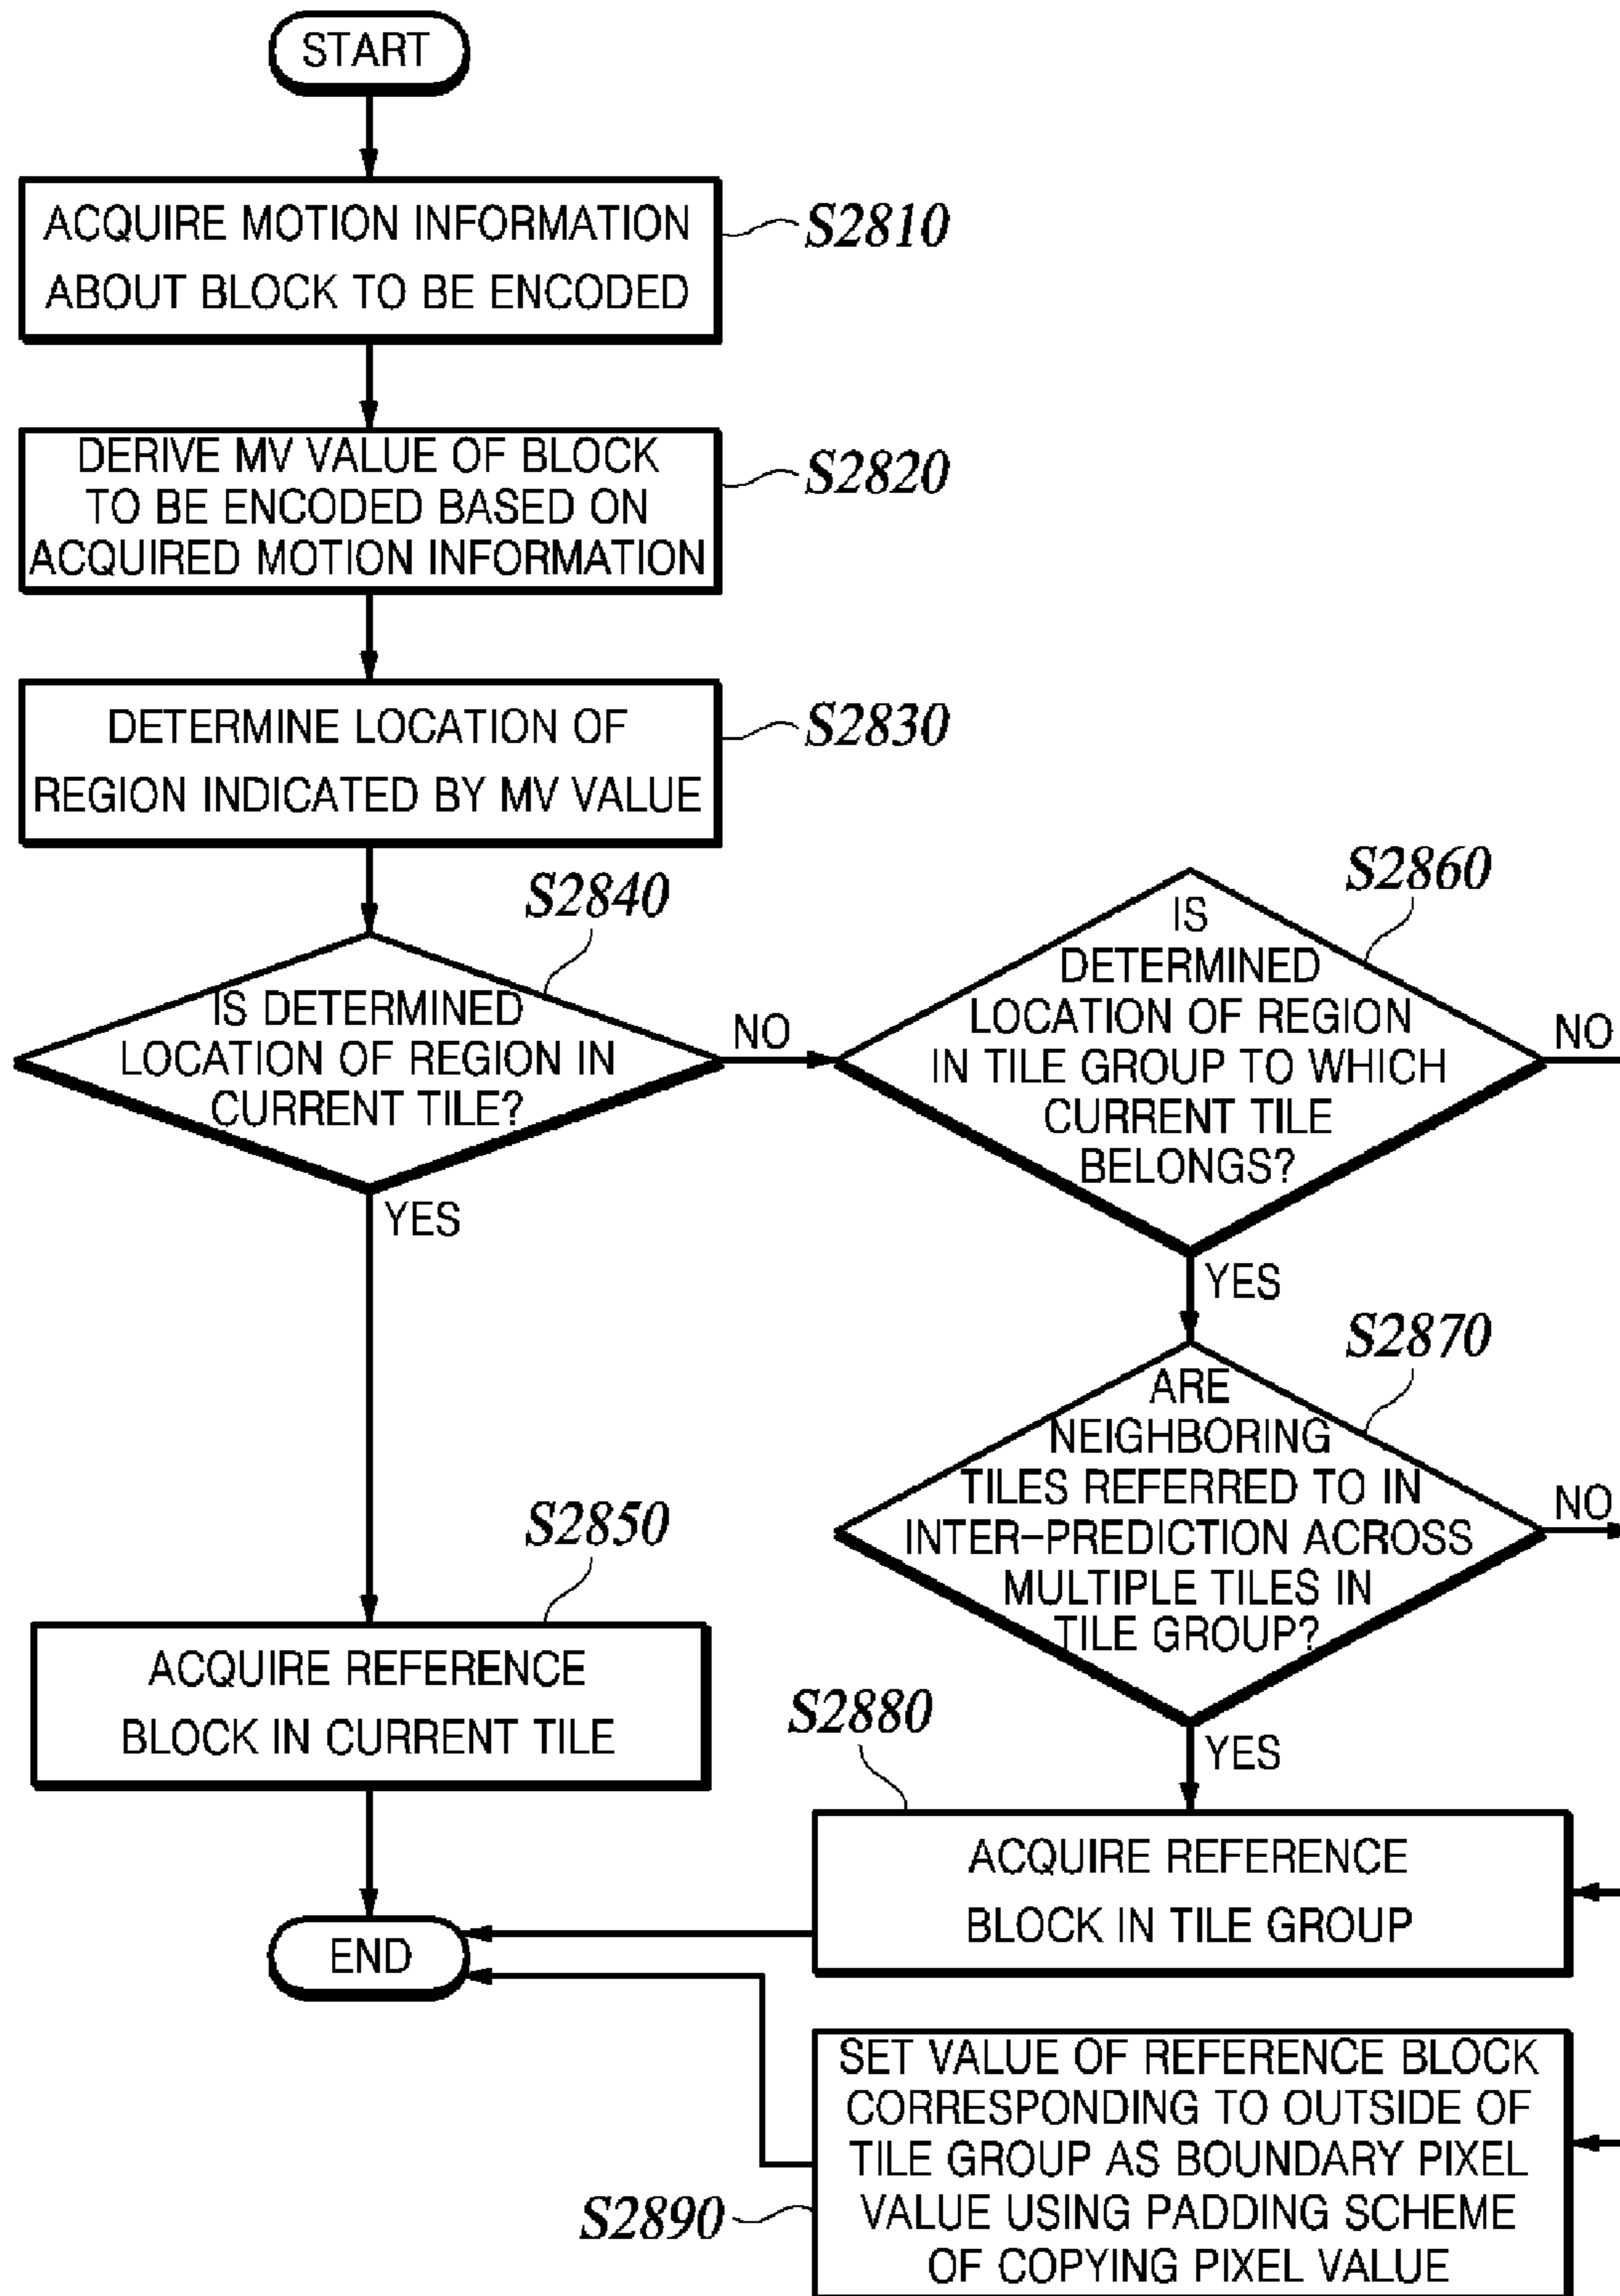 START
ACQUIRE MOTION INFORMATION
ABOUT BLOCK TO BE ENCODED
S2810
DERIVE MV VALUE OF BLOCK
TO BE ENCODED BASED ON
ACQUIRED MOTION INFORMATION
S2820
DETERMINE LOCATION OF
REGION INDICATED BY MV VALUE
S2830
S2840
IS DETERMINED
LOCATION OF REGION IN
CURRENT TILE?
NO
YES
S2860
IS
DETERMINED
LOCATION OF REGION
IN TILE GROUP TO WHICH
CURRENT TILE
BELONGS?
NO
YES
S2870
ARE
NEIGHBORING
TILES REFERRED TO IN
INTER-PREDICTION ACROSS
MULTIPLE TILES IN
TILE GROUP?
NO
YES
S2850
ACQUIRE REFERENCE
BLOCK IN CURRENT TILE
S2880
ACQUIRE REFERENCE
BLOCK IN TILE GROUP
END
SET VALUE OF REFERENCE BLOCK
CORRESPONDING TO OUTSIDE OF
TILE GROUP AS BOUNDARY PIXEL
VALUE USING PADDING SCHEME
OF COPYING PIXEL VALUE
S2890